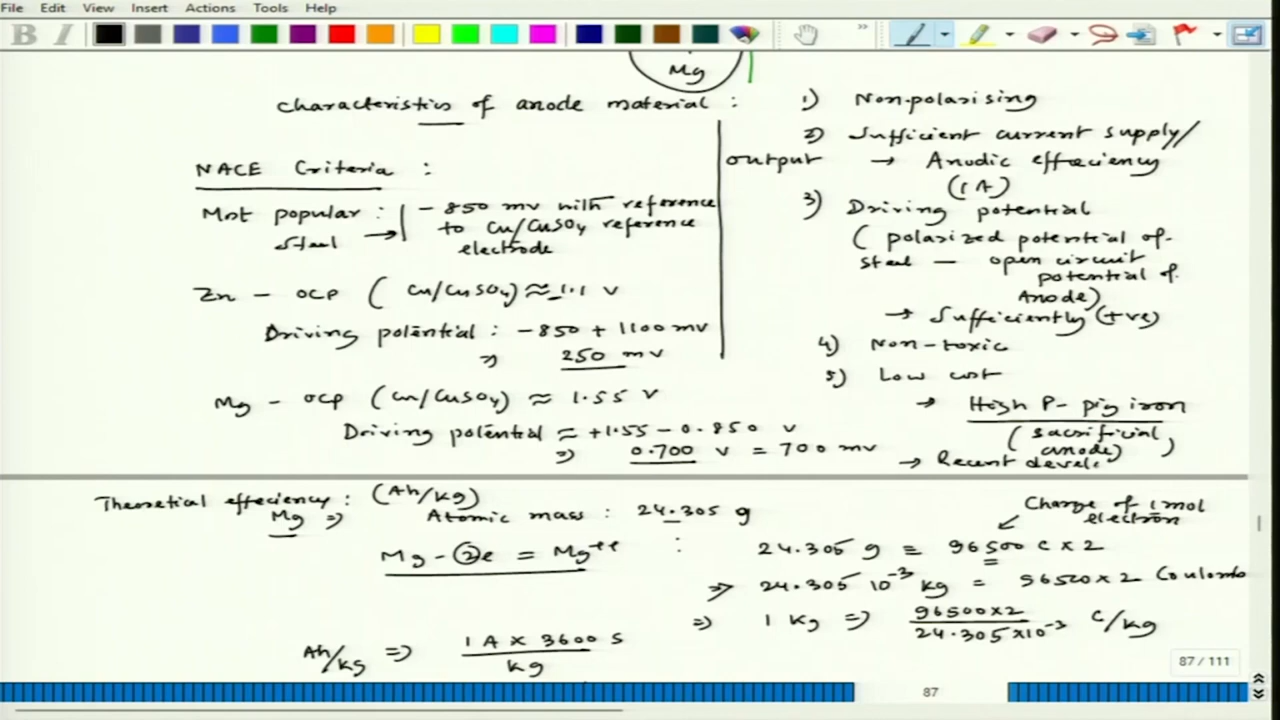 File Edit View Insert Actions Tools Help
B I
Mg
Characteristics of anode material :
NACE Criteria :
Most popular : - 850 mV with reference
Steel → to Cu/CuSO4 reference
electrode
Zn - OCP ( Cu/CuSO4) ≈ -1.1 V
Driving potential : -850 + 1100 mV
⇒ 250 mV
Mg - OCP (Cu/CuSO4) ≈ 1.55 V
Driving potential ≈ +1.55 - 0.850 V
⇒ 0.700 V = 700 mV
1) Non-polarising
2) Sufficient current supply/
output → Anodic effeciency
(1 A)
3) Driving potential
( polarized potential of
steel - open circuit
potential of
Anode)
→ Sufficiently (+ve)
4) Non-toxic
5) Low cost
→ High P- pig iron
(sacrificial
anode)
→ Recent devel
Theoretial effeciency : (Ah/kg)
Mg ⇒ Atomic mass : 24.305 g
Mg - 2e = Mg++ :
Charge of 1 mol
electron
24.305 g = 96500 C × 2
⇒ 24.305 10-3 kg = 96500×2 Coulomb
⇒ 1 kg ⇒ 96500×2 / 24.305×10-3 C/kg
Ah/kg ⇒ 1 A × 3600 S / kg
87 / 111
87